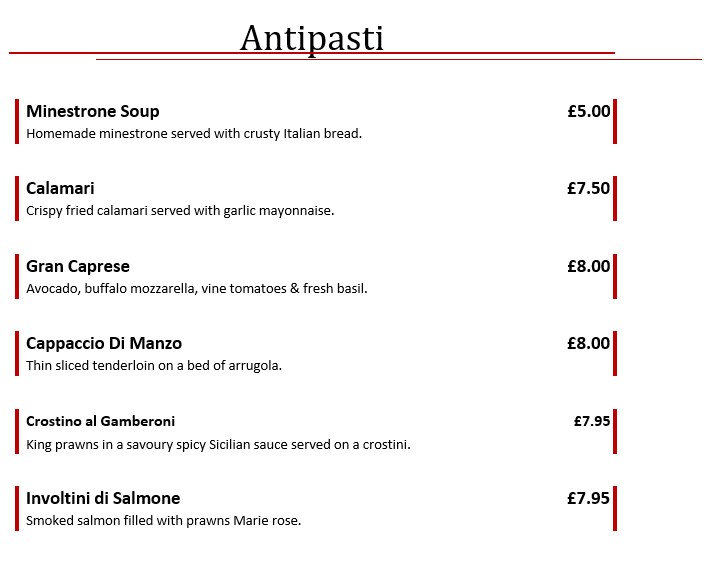 Antipasti
Minestrone Soup £5.00
Homemade minestrone served with crusty Italian bread.
Calamari £7.50
Crispy fried calamari served with garlic mayonnaise.
Gran Caprese £8.00
Avocado, buffalo mozzarella, vine tomatoes & fresh basil.
Cappaccio Di Manzo £8.00
Thin sliced tenderloin on a bed of arrugola.
Crostino al Gamberoni £7.95
King prawns in a savoury spicy Sicilian sauce served on a crostini.
Involtini di Salmone £7.95
Smoked salmon filled with prawns Marie rose.